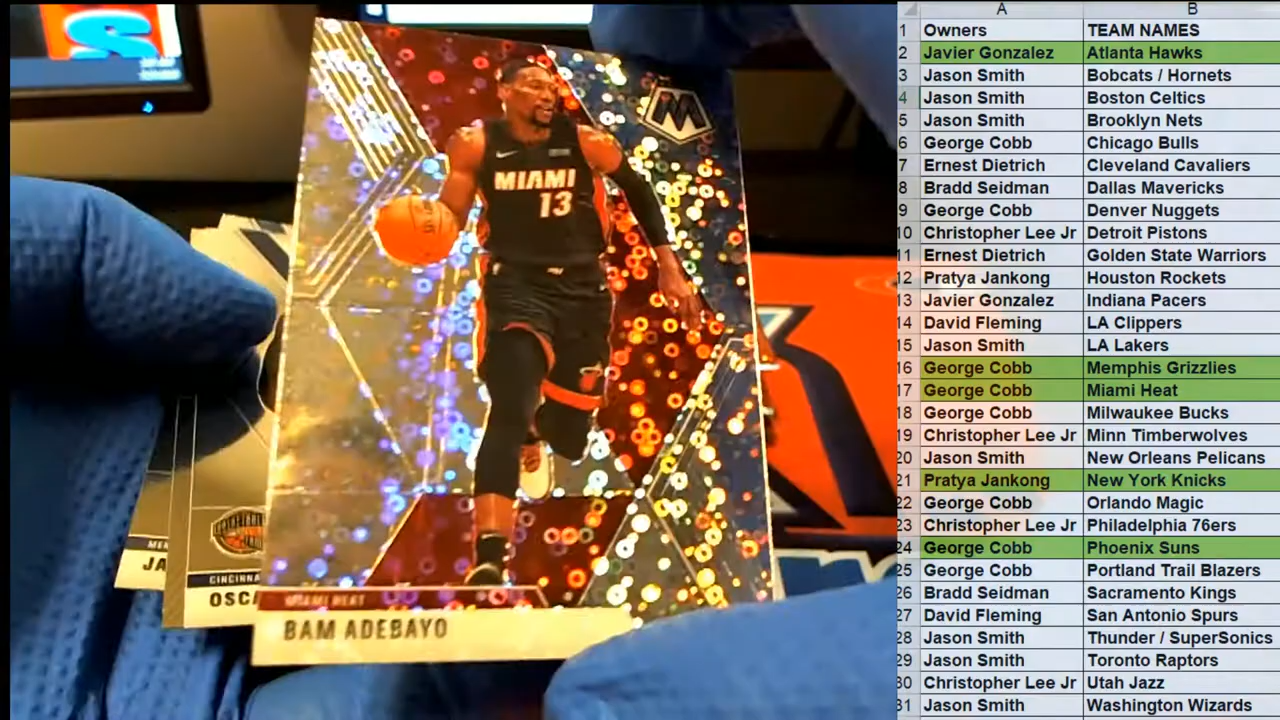 MIAMI
13
MIAMI HEAT
BAM ADEBAYO
CINCINNA
OSCA
JA
A B
1 Owners TEAM NAMES
2 Javier Gonzalez Atlanta Hawks
3 Jason Smith Bobcats / Hornets
4 Jason Smith Boston Celtics
5 Jason Smith Brooklyn Nets
6 George Cobb Chicago Bulls
7 Ernest Dietrich Cleveland Cavaliers
8 Bradd Seidman Dallas Mavericks
9 George Cobb Denver Nuggets
10 Christopher Lee Jr Detroit Pistons
11 Ernest Dietrich Golden State Warriors
12 Pratya Jankong Houston Rockets
13 Javier Gonzalez Indiana Pacers
14 David Fleming LA Clippers
15 Jason Smith LA Lakers
16 George Cobb Memphis Grizzlies
17 George Cobb Miami Heat
18 George Cobb Milwaukee Bucks
19 Christopher Lee Jr Minn Timberwolves
20 Jason Smith New Orleans Pelicans
21 Pratya Jankong New York Knicks
22 George Cobb Orlando Magic
23 Christopher Lee Jr Philadelphia 76ers
24 George Cobb Phoenix Suns
25 George Cobb Portland Trail Blazers
26 Bradd Seidman Sacramento Kings
27 David Fleming San Antonio Spurs
28 Jason Smith Thunder / SuperSonics
29 Jason Smith Toronto Raptors
30 Christopher Lee Jr Utah Jazz
31 Jason Smith Washington Wizards